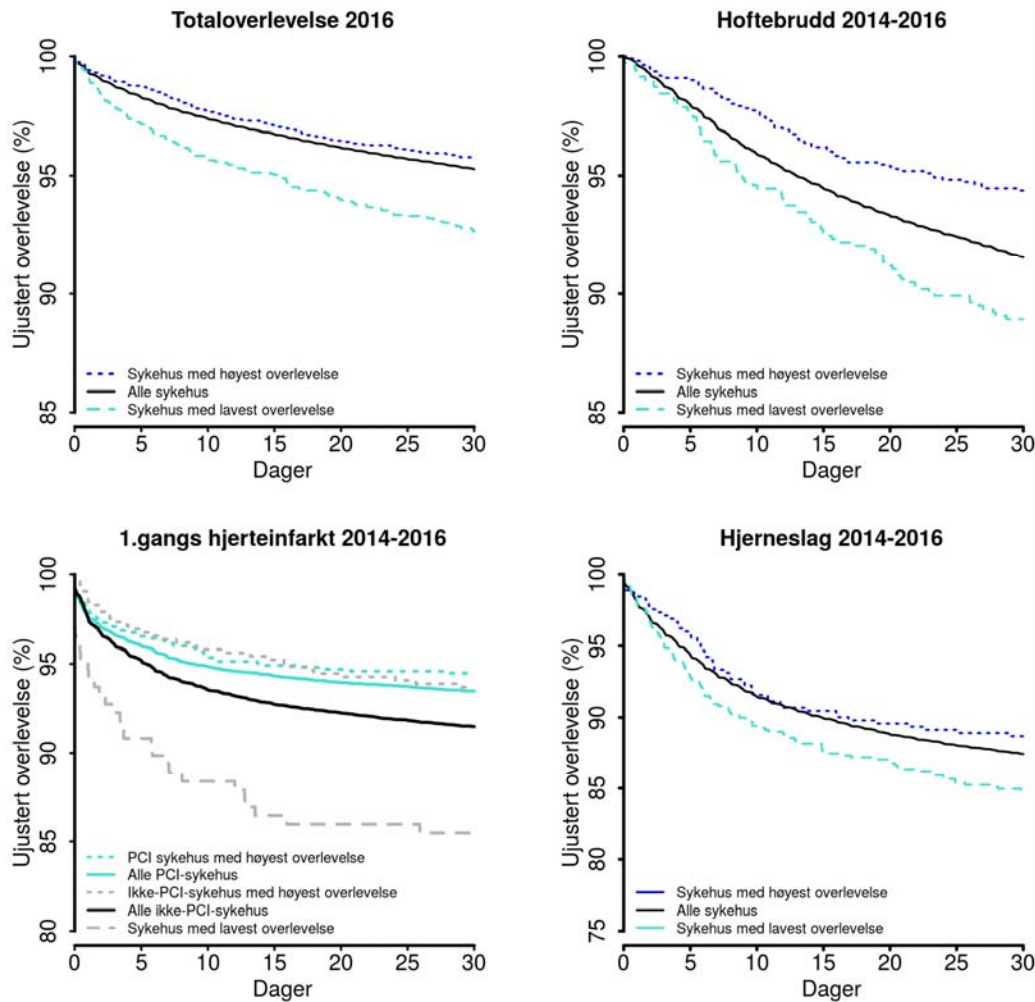 Totaloverlevelse 2016
Ujustert overlevelse (%)
100
95
90
85
Sykehus med høyest overlevelse
Alle sykehus
Sykehus med lavest overlevelse
0 5 10 15 20 25 30
Dager
Hoftebrudd 2014-2016
Ujustert overlevelse (%)
100
95
90
85
Sykehus med høyest overlevelse
Alle sykehus
Sykehus med lavest overlevelse
0 5 10 15 20 25 30
Dager
1.gangs hjerteinfarkt 2014-2016
Ujustert overlevelse (%)
100
95
90
85
80
PCI sykehus med høyest overlevelse
Alle PCI-sykehus
Ikke-PCI-sykehus med høyest overlevelse
Alle ikke-PCI-sykehus
Sykehus med lavest overlevelse
0 5 10 15 20 25 30
Dager
Hjerneslag 2014-2016
Ujustert overlevelse (%)
100
95
90
85
80
75
Sykehus med høyest overlevelse
Alle sykehus
Sykehus med lavest overlevelse
0 5 10 15 20 25 30
Dager